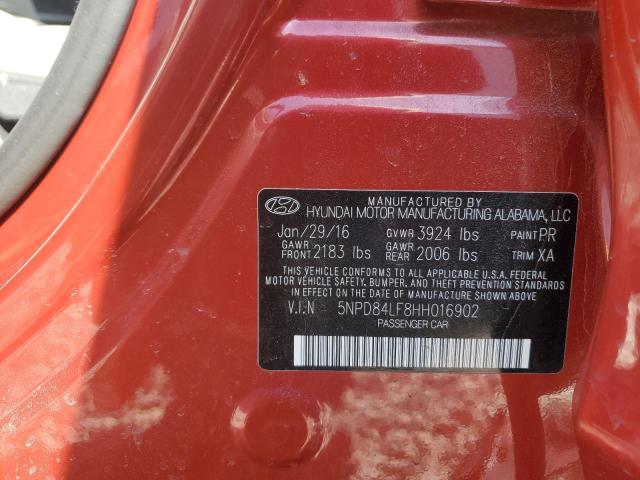 MANUFACTURED BY
HYUNDAI MOTOR MANUFACTURING ALABAMA, LLC
Jan/29/16 GVWR 3924 lbs PAINT PR
GAWR FRONT 2183 lbs GAWR REAR 2006 lbs TRIM XA
THIS VEHICLE CONFORMS TO ALL APPLICABLE U.S.A. FEDERAL
MOTOR VEHICLE SAFETY, BUMPER, AND THEFT PREVENTION STANDARDS
IN EFFECT ON THE DATE OF MANUFACTURE SHOWN ABOVE.
V.I.N 5NPD84LF8HH016902
PASSENGER CAR